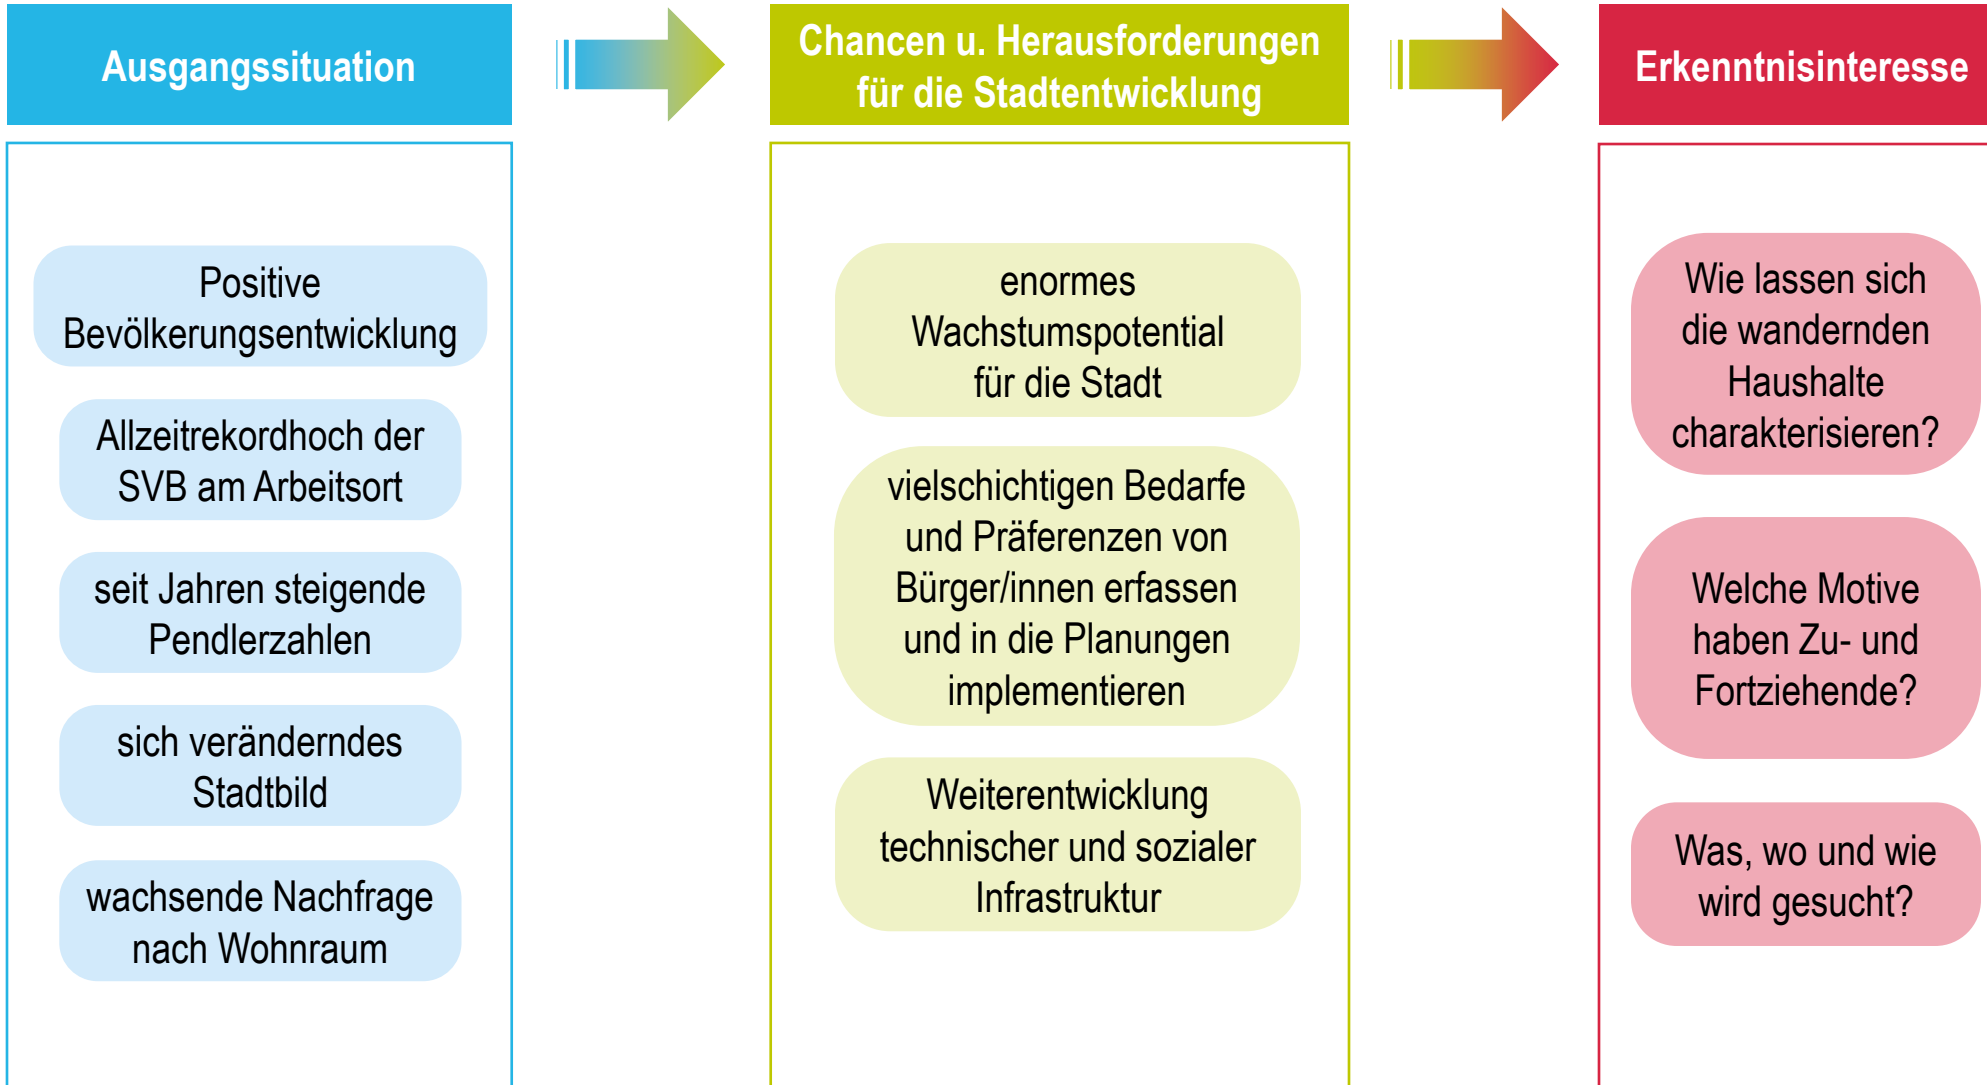 Ausgangssituation
Positive
Bevölkerungsentwicklung
Allzeitrekordhoch der
SVB am Arbeitsort
seit Jahren steigende
Pendlerzahlen
sich veränderndes
Stadtbild
wachsende Nachfrage
nach Wohnraum
Chancen u. Herausforderungen
für die Stadtentwicklung
enormes
Wachstumspotential
für die Stadt
vielschichtigen Bedarfe
und Präferenzen von
Bürger/innen erfassen
und in die Planungen
implementieren
Weiterentwicklung
technischer und sozialer
Infrastruktur
Erkenntnisinteresse
Wie lassen sich
die wandernden
Haushalte
charakterisieren?
Welche Motive
haben Zu- und
Fortziehende?
Was, wo und wie
wird gesucht?